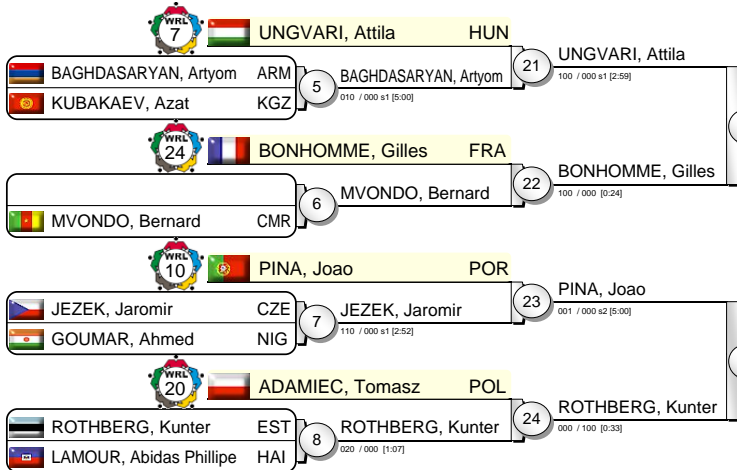 WRL
7
UNGVARI, Attila HUN
BAGHDASARYAN, Artyom ARM
KUBAKAEV, Azat KGZ
5
BAGHDASARYAN, Artyom
010 / 000 s1 [5:00]
21
UNGVARI, Attila
100 / 000 s1 [2:59]
WRL
24
BONHOMME, Gilles FRA
MVONDO, Bernard CMR
6
MVONDO, Bernard
22
BONHOMME, Gilles
100 / 000 [0:24]
WRL
10
PINA, Joao POR
JEZEK, Jaromir CZE
GOUMAR, Ahmed NIG
7
JEZEK, Jaromir
110 / 000 s1 [2:52]
23
PINA, Joao
001 / 000 s2 [5:00]
WRL
20
ADAMIEC, Tomasz POL
ROTHBERG, Kunter EST
LAMOUR, Abidas Phillipe HAI
8
ROTHBERG, Kunter
020 / 000 [1:07]
24
ROTHBERG, Kunter
000 / 100 [0:33]